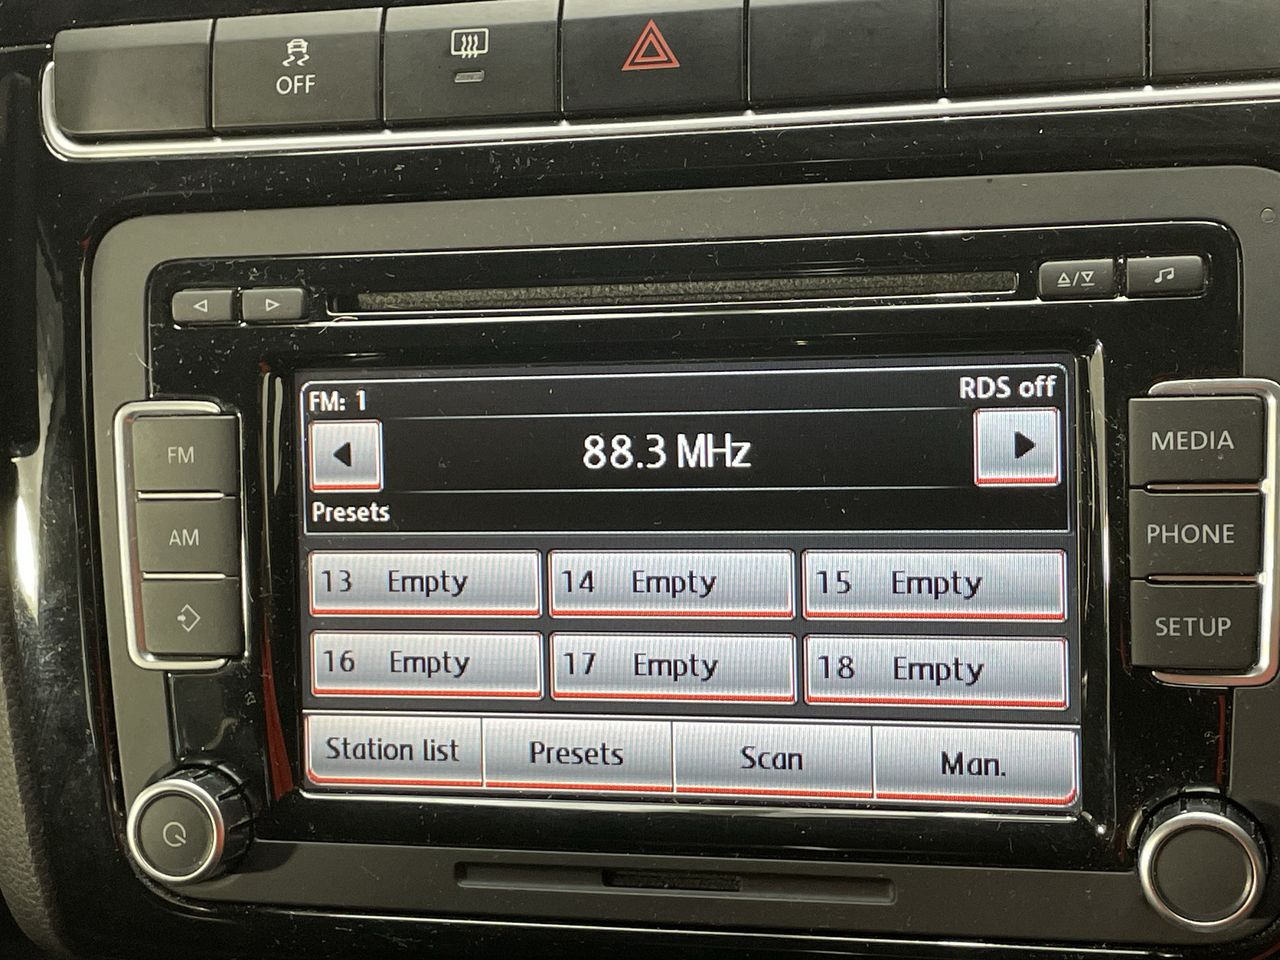 OFF
FM: 1
RDS off
88.3 MHz
Presets
13 Empty
14 Empty
15 Empty
16 Empty
17 Empty
18 Empty
Station list
Presets
Scan
Man.
FM
AM
MEDIA
PHONE
SETUP